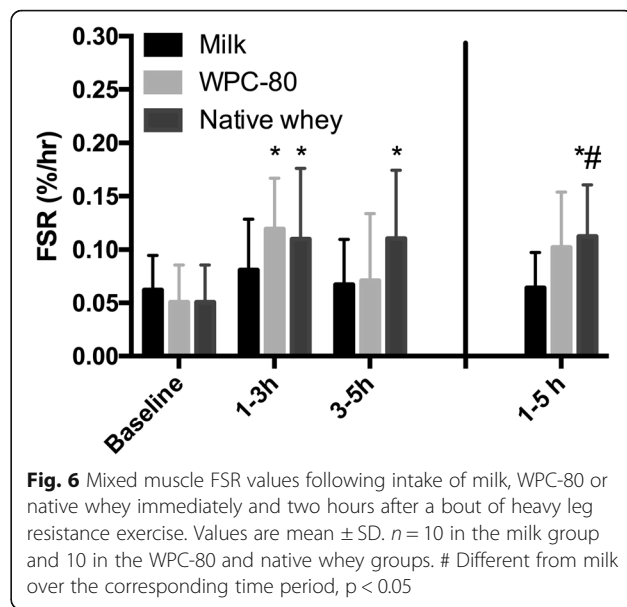 0.30
0.25
0.20
0.15
0.10
0.05
0.00
FSR (%/hr)
Milk
WPC-80
Native whey
* * * *#
Baseline
1-3h
3-5h
1-5 h
Fig. 6 Mixed muscle FSR values following intake of milk, WPC-80 or
native whey immediately and two hours after a bout of heavy leg
resistance exercise. Values are mean ± SD. n = 10 in the milk group
and 10 in the WPC-80 and native whey groups. # Different from milk
over the corresponding time period, p < 0.05